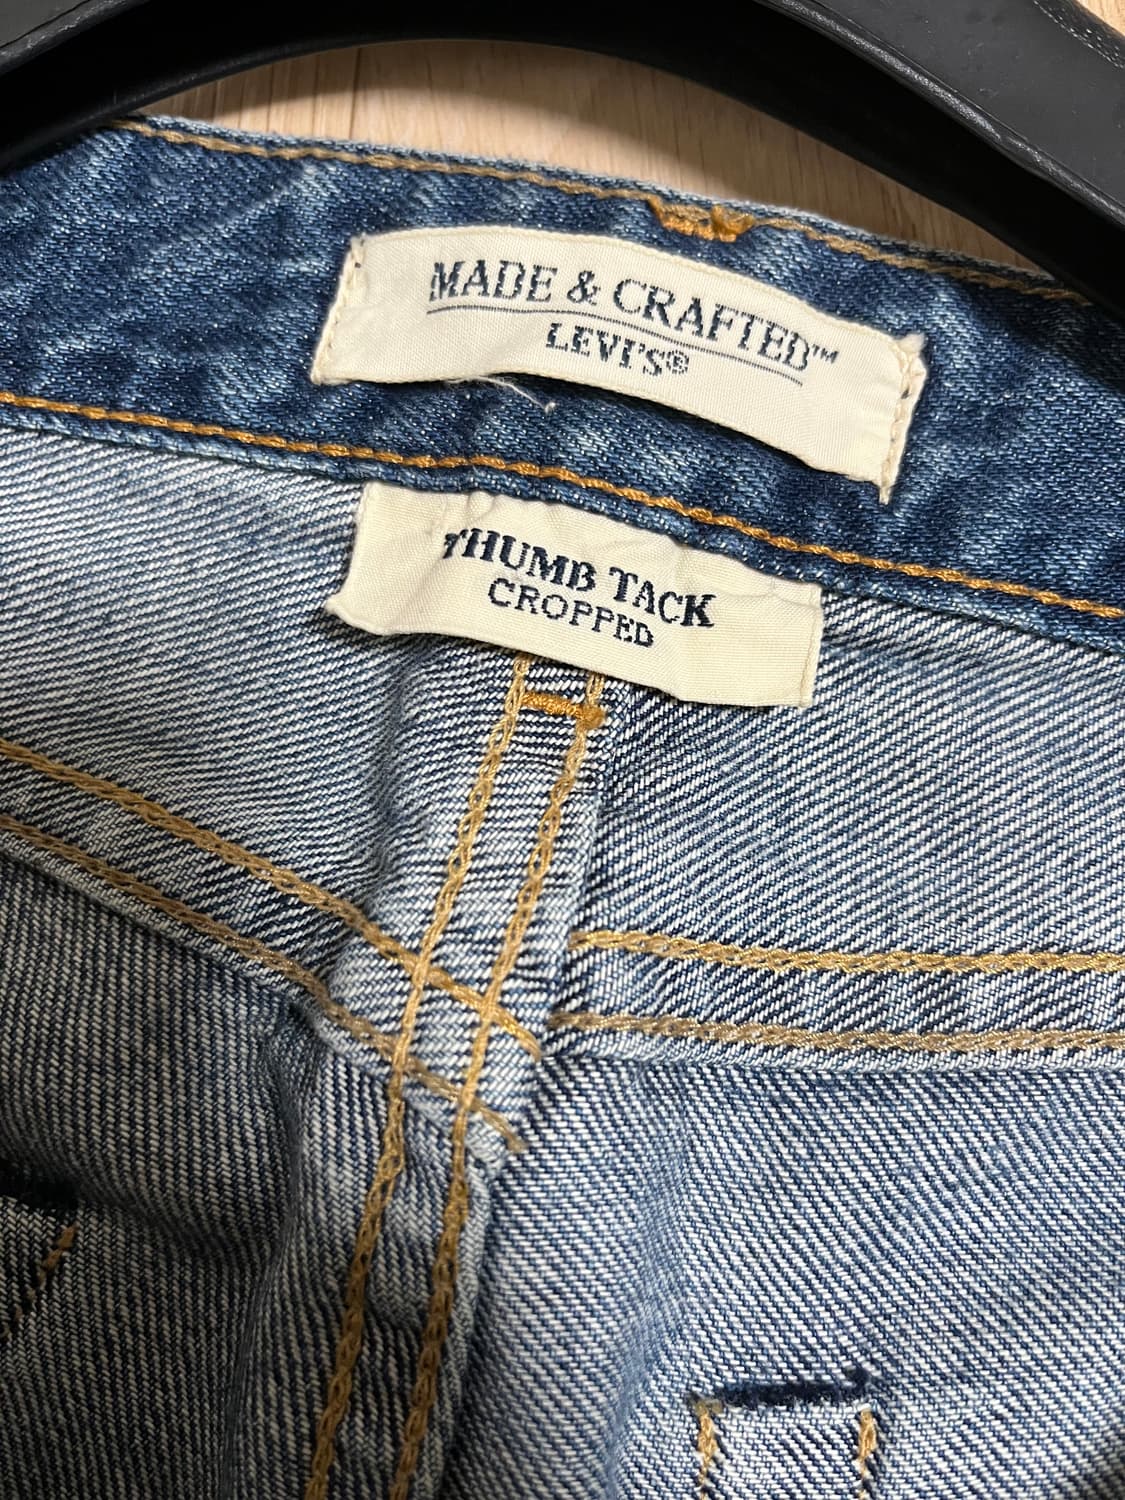 MADE & CRAFTED™
LEVI'S®
THUMB TACK
CROPPED